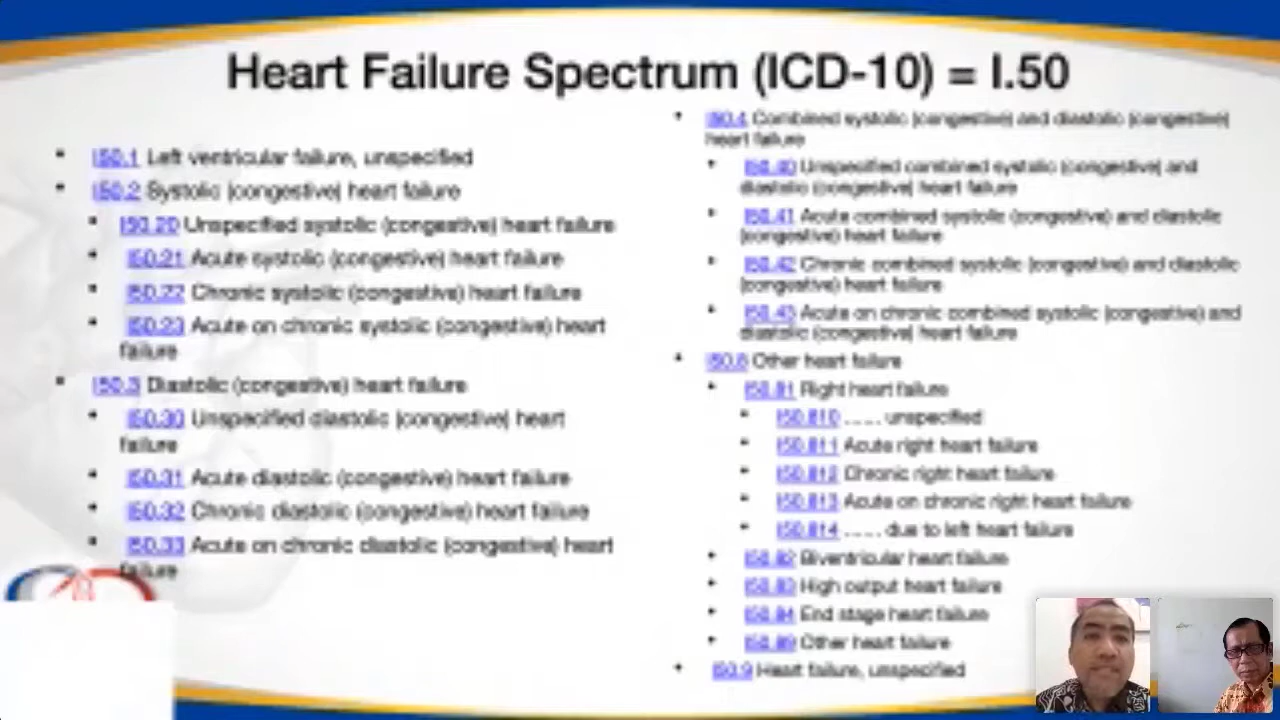 Heart Failure Spectrum (ICD-10) = I.50
I50.1 Left ventricular failure, unspecified
I50.2 Systolic (congestive) heart failure
I50.20 Unspecified systolic (congestive) heart failure
I50.21 Acute systolic (congestive) heart failure
I50.22 Chronic systolic (congestive) heart failure
I50.23 Acute on chronic systolic (congestive) heart
failure
I50.3 Diastolic (congestive) heart failure
I50.30 Unspecified diastolic (congestive) heart
failure
I50.31 Acute diastolic (congestive) heart failure
I50.32 Chronic diastolic (congestive) heart failure
I50.33 Acute on chronic diastolic (congestive) heart
failure
I50.4 Combined systolic (congestive) and diastolic (congestive)
heart failure
I50.40 Unspecified combined systolic (congestive) and
diastolic (congestive) heart failure
I50.41 Acute combined systolic (congestive) and diastolic
(congestive) heart failure
I50.42 Chronic combined systolic (congestive) and diastolic
(congestive) heart failure
I50.43 Acute on chronic combined systolic (congestive) and
diastolic (congestive) heart failure
I50.8 Other heart failure
I50.81 Right heart failure
I50.810 ..... unspecified
I50.811 Acute right heart failure
I50.812 Chronic right heart failure
I50.813 Acute on chronic right heart failure
I50.814 ..... due to left heart failure
I50.82 Biventricular heart failure
I50.83 High output heart failure
I50.84 End stage heart failure
I50.89 Other heart failure
I50.9 Heart failure, unspecified